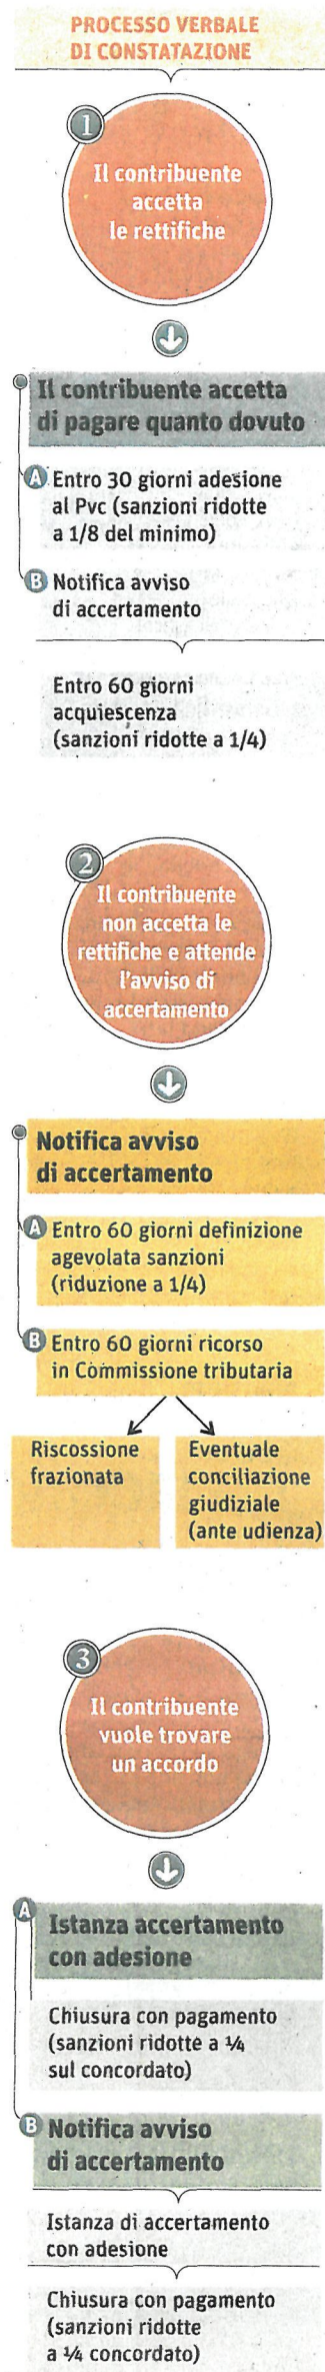 PROCESSO VERBALE
DI CONSTATAZIONE
1
Il contribuente
accetta
le rettifiche
Il contribuente accetta
di pagare quanto dovuto
A Entro 30 giorni adesione
al Pvc (sanzioni ridotte
a 1/8 del minimo)
B Notifica avviso
di accertamento
Entro 60 giorni
acquiescenza
(sanzioni ridotte a 1/4)
2
Il contribuente
non accetta le
rettifiche e attende
l'avviso di
accertamento
Notifica avviso
di accertamento
A Entro 60 giorni definizione
agevolata sanzioni
(riduzione a 1/4)
B Entro 60 giorni ricorso
in Commissione tributaria
Riscossione
frazionata
Eventuale
conciliazione
giudiziale
(ante udienza)
3
Il contribuente
vuole trovare
un accordo
A
Istanza accertamento
con adesione
Chiusura con pagamento
(sanzioni ridotte a ¼
sul concordato)
B Notifica avviso
di accertamento
Istanza di accertamento
con adesione
Chiusura con pagamento
(sanzioni ridotte
a ¼ concordato)